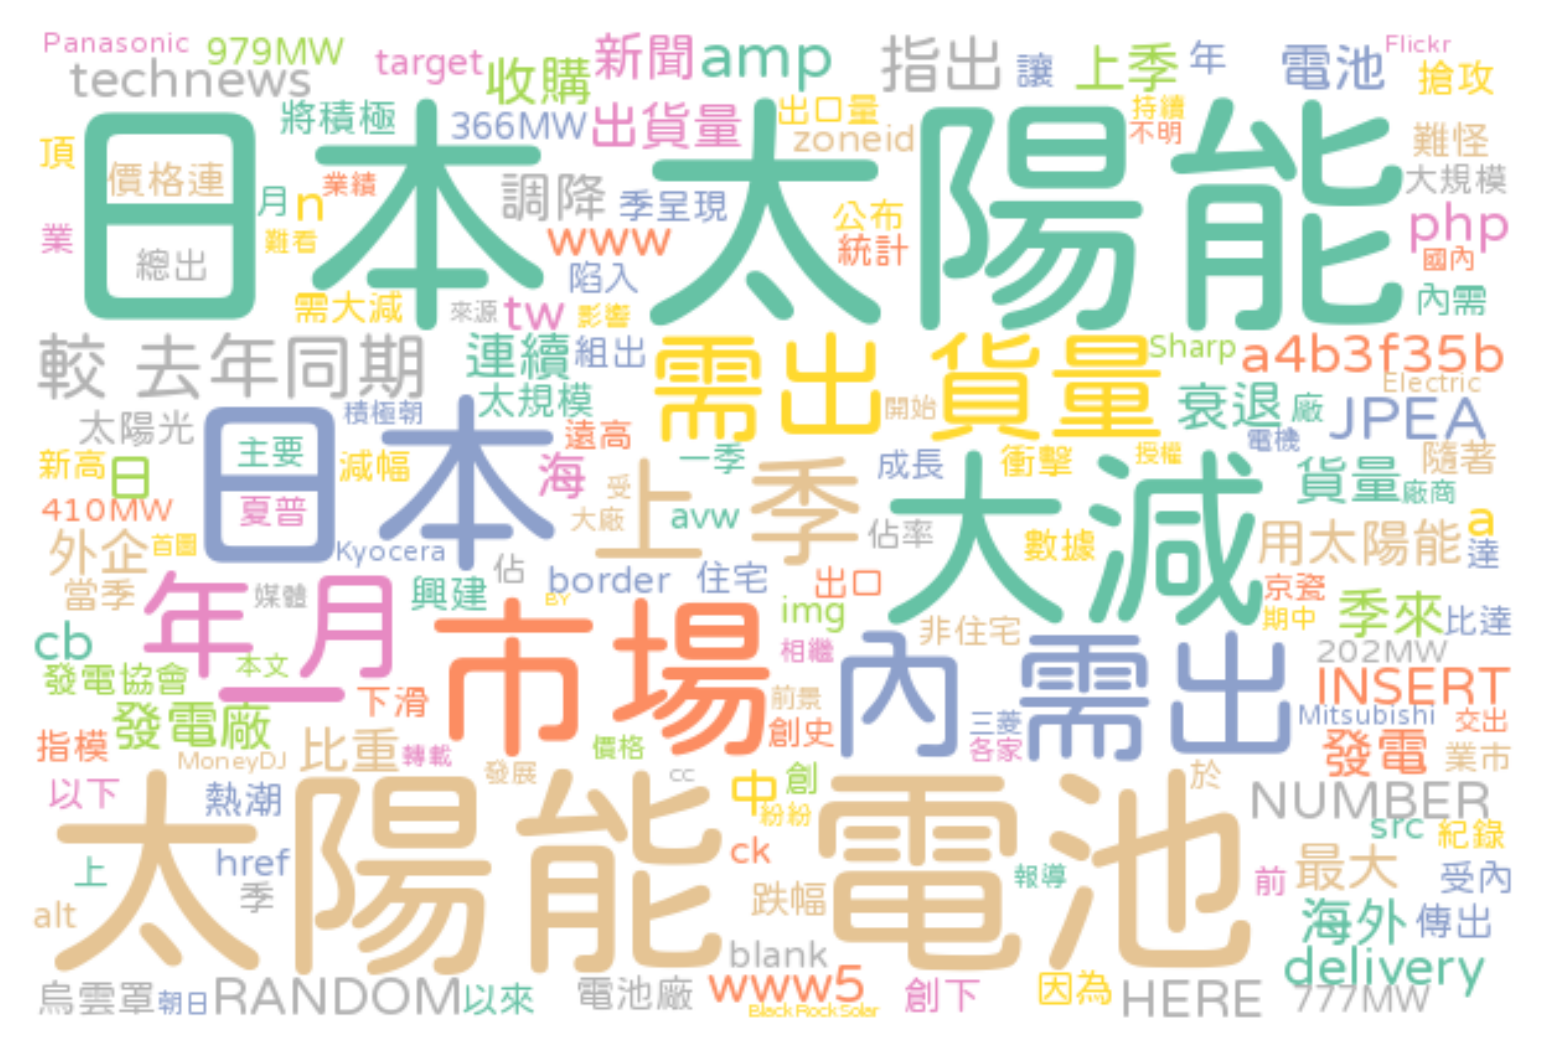 Panasonic 979MW target 收購 新聞 amp 指出 讓 上季 年 電池 Flickr 搶攻
technews
將積極 366MW 出貨量 出口量 zoneid 持續 不明 難怪
日本 太陽能
頂 價格連 月 n 業績 調降 季呈現 公布 大規模
業 總出 難看 www 統計 php 國內
陷入 內需
需大減 來源 tw 影響
較 去年同期 連續 組出 需出貨量 Sharp a4b3f35b
太陽光 積極朝 太規模 開始 衰退 廠 Electric JPEA
日本 主要 減幅 遠高 一季 成長 衝擊 授權 電機 隨著
新高 日 夏普 海 受 上季 大減 貨量 廠商
410MW 大廠 avw 佔率 數據 用太陽能 a
外企 首圖 Kyocera 佔 border 住宅 出口 達
當季 年月 媒體 興建 BY img 京瓷 季來 比達
cb 市場 相繼 非住宅 期中 202MW
發電協會 本文 下滑 前景 內需出 INSERT
發電廠 創史 三菱 Mitsubishi 交出
指模 MoneyDJ 比重 轉載 發展 價格 各家 發電 業市
以下 熱潮 cc 中 創 紛紛 於 NUMBER
太陽能電池 src 紀錄
上 href 季 ck 報導 前 最大 受內
alt 跌幅 海外 傳出
blank delivery
烏雲罩 朝日 RANDOM 以來 電池廠 www5 創下 因為 HERE 777MW
BlackRockSolar